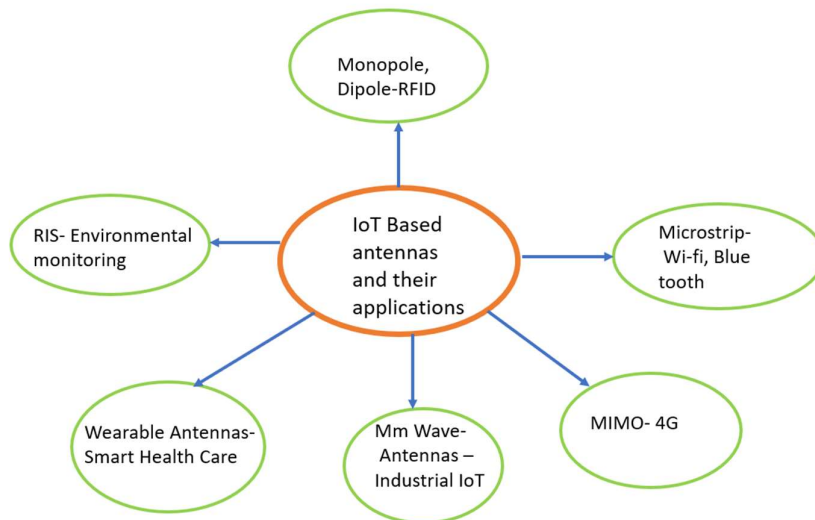 Monopole,
Dipole-RFID
IoT Based
antennas
and their
applications
RIS- Environmental
monitoring
Microstrip-
Wi-fi, Blue
tooth
Wearable Antennas-
Smart Health Care
Mm Wave-
Antennas –
Industrial IoT
MIMO- 4G